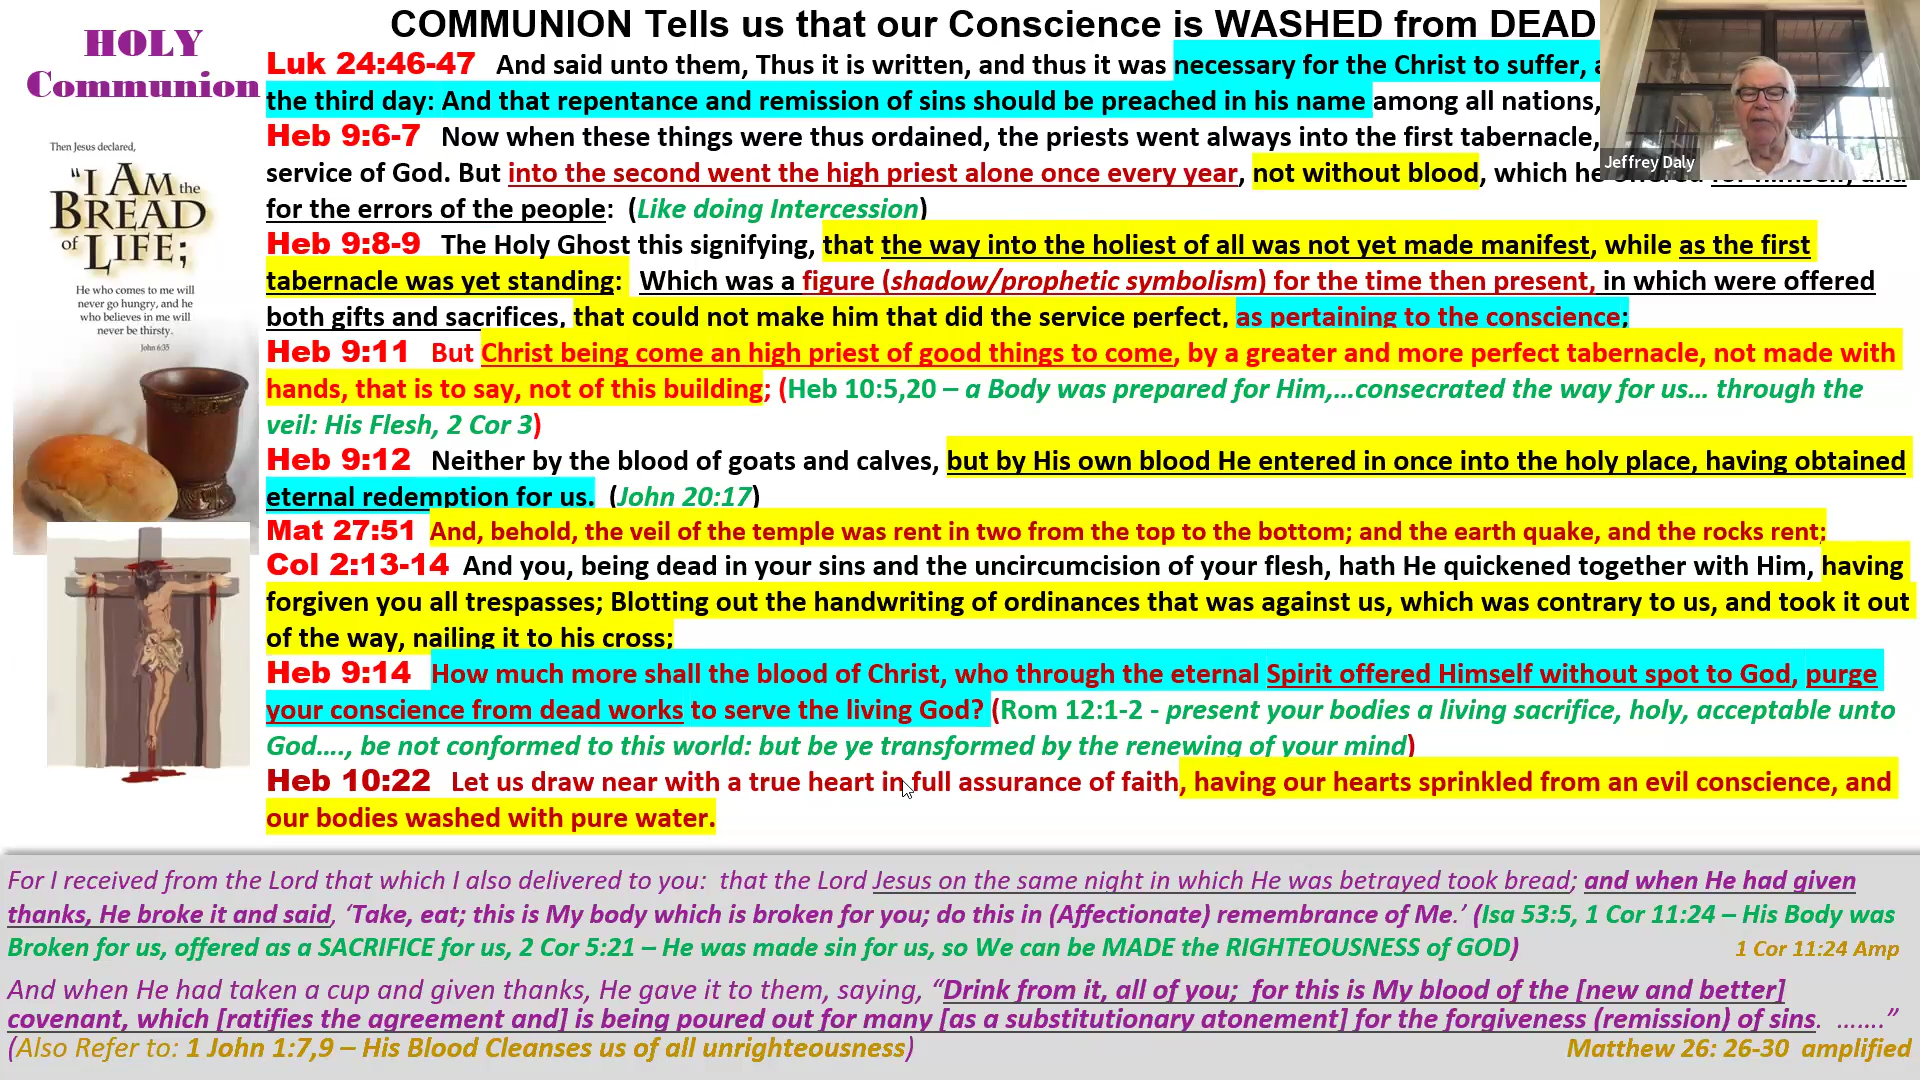 HOLY
Communion
Then Jesus declared,
"I AM the
BREAD
of LIFE;
He who comes to me will
never go hungry, and he
who believes in me will
never be thirsty.
John 6:35
COMMUNION Tells us that our Conscience is WASHED from DEAD
Luk 24:46-47 And said unto them, Thus it is written, and thus it was necessary for the Christ to suffer,
the third day: And that repentance and remission of sins should be preached in his name among all nations,
Heb 9:6-7 Now when these things were thus ordained, the priests went always into the first tabernacle,
service of God. But into the second went the high priest alone once every year, not without blood, which he offered for himself, and
for the errors of the people: (Like doing Intercession)
Heb 9:8-9 The Holy Ghost this signifying, that the way into the holiest of all was not yet made manifest, while as the first
tabernacle was yet standing: Which was a figure (shadow/prophetic symbolism) for the time then present, in which were offered
both gifts and sacrifices, that could not make him that did the service perfect, as pertaining to the conscience;
Heb 9:11 But Christ being come an high priest of good things to come, by a greater and more perfect tabernacle, not made with
hands, that is to say, not of this building; (Heb 10:5,20 – a Body was prepared for Him,...consecrated the way for us... through the
veil: His Flesh, 2 Cor 3)
Heb 9:12 Neither by the blood of goats and calves, but by His own blood He entered in once into the holy place, having obtained
eternal redemption for us. (John 20:17)
Mat 27:51 And, behold, the veil of the temple was rent in two from the top to the bottom; and the earth quake, and the rocks rent;
Col 2:13-14 And you, being dead in your sins and the uncircumcision of your flesh, hath He quickened together with Him, having
forgiven you all trespasses; Blotting out the handwriting of ordinances that was against us, which was contrary to us, and took it out
of the way, nailing it to his cross;
Heb 9:14 How much more shall the blood of Christ, who through the eternal Spirit offered Himself without spot to God, purge
your conscience from dead works to serve the living God? (Rom 12:1-2 - present your bodies a living sacrifice, holy, acceptable unto
God...., be not conformed to this world: but be ye transformed by the renewing of your mind)
Heb 10:22 Let us draw near with a true heart in full assurance of faith, having our hearts sprinkled from an evil conscience, and
our bodies washed with pure water.
Jeffrey Daly
For I received from the Lord that which I also delivered to you: that the Lord Jesus on the same night in which He was betrayed took bread; and when He had given
thanks, He broke it and said, ‘Take, eat; this is My body which is broken for you; do this in (Affectionate) remembrance of Me.’ (Isa 53:5, 1 Cor 11:24 – His Body was
Broken for us, offered as a SACRIFICE for us, 2 Cor 5:21 – He was made sin for us, so We can be MADE the RIGHTEOUSNESS of GOD) 1 Cor 11:24 Amp
And when He had taken a cup and given thanks, He gave it to them, saying, “Drink from it, all of you; for this is My blood of the [new and better]
covenant, which [ratifies the agreement and] is being poured out for many [as a substitutionary atonement] for the forgiveness (remission) of sins. .......”
(Also Refer to: 1 John 1:7,9 – His Blood Cleanses us of all unrighteousness) Matthew 26: 26-30 amplified